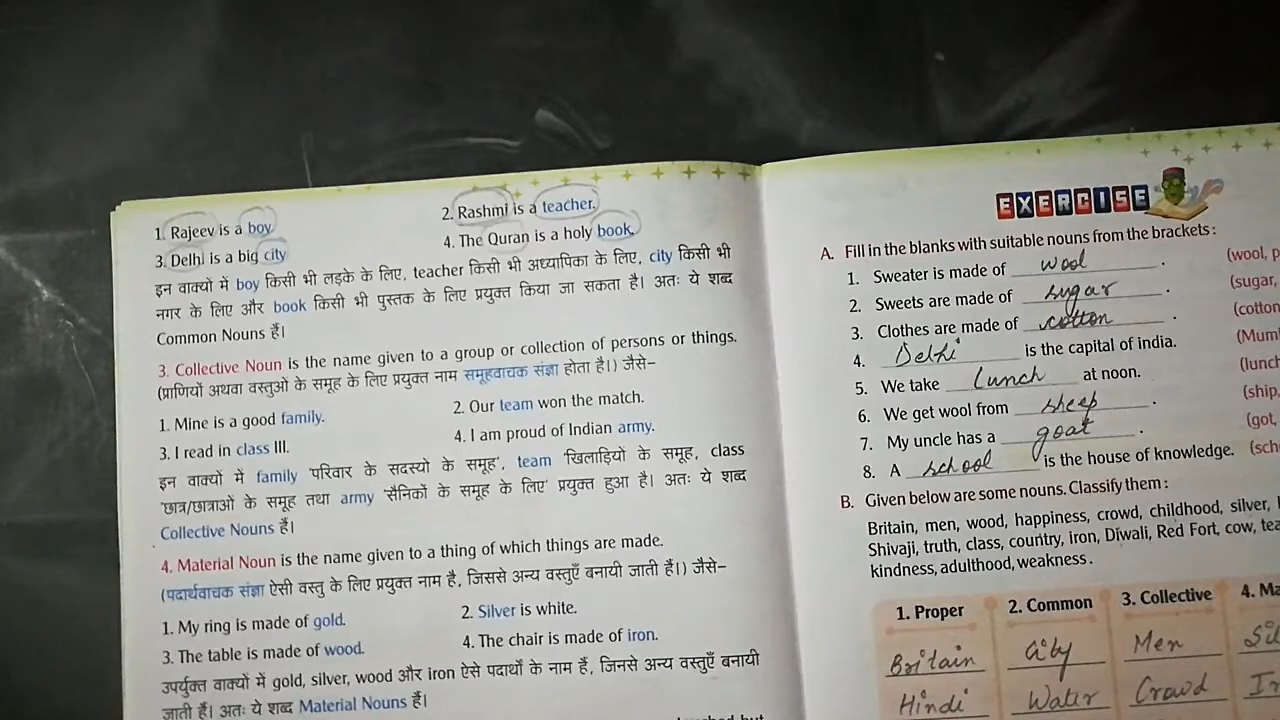 1. Rajeev is a boy
2. Rashmi is a teacher.
3. Delhi is a big city
4. The Quran is a holy book.
इन वाक्यों में boy किसी भी लड़के के लिए, teacher किसी भी अध्यापिका के लिए, city किसी भी
नगर के लिए और book किसी भी पुस्तक के लिए प्रयुक्त किया जा सकता है। अतः ये शब्द
Common Nouns हैं।
3. Collective Noun is the name given to a group or collection of persons or things.
(प्राणियों अथवा वस्तुओ के समूह के लिए प्रयुक्त नाम समूहवाचक संज्ञा होता है।) जैसे–
1. Mine is a good family.
2. Our team won the match.
3. I read in class III.
4. I am proud of Indian army.
इन वाक्यों में family 'परिवार के सदस्यो के समूह', team 'खिलाड़ियों के समूह, class
'छात्र/छात्राओं के समूह तथा army 'सैनिकों के समूह के लिए' प्रयुक्त हुआ है। अतः ये शब्द
Collective Nouns हैं।
4. Material Noun is the name given to a thing of which things are made.
(पदार्थवाचक संज्ञा ऐसी वस्तु के लिए प्रयुक्त नाम है, जिससे अन्य वस्तुएँ बनायी जाती हैं।) जैसे–
1. My ring is made of gold.
2. Silver is white.
3. The table is made of wood.
4. The chair is made of iron.
उपर्युक्त वाक्यों में gold, silver, wood और iron ऐसे पदार्थों के नाम हैं, जिनसे अन्य वस्तुएँ बनायी
जाती हैं। अतः ये शब्द Material Nouns हैं।
EXERCISE
A. Fill in the blanks with suitable nouns from the brackets :
1. Sweater is made of wool . (wool, p
2. Sweets are made of sugar . (sugar,
3. Clothes are made of cotton . (cotton
4. Delhi is the capital of india. (Mum
5. We take lunch at noon. (lunch
6. We get wool from sheep . (ship,
7. My uncle has a goat . (got,
8. A school is the house of knowledge. (sch
B. Given below are some nouns. Classify them :
Britain, men, wood, happiness, crowd, childhood, silver,
Shivaji, truth, class, country, iron, Diwali, Red Fort, cow, tea
kindness, adulthood, weakness.
1. Proper 2. Common 3. Collective 4. Ma
Britain City Men Sil
Hindi Water Crowd Ir